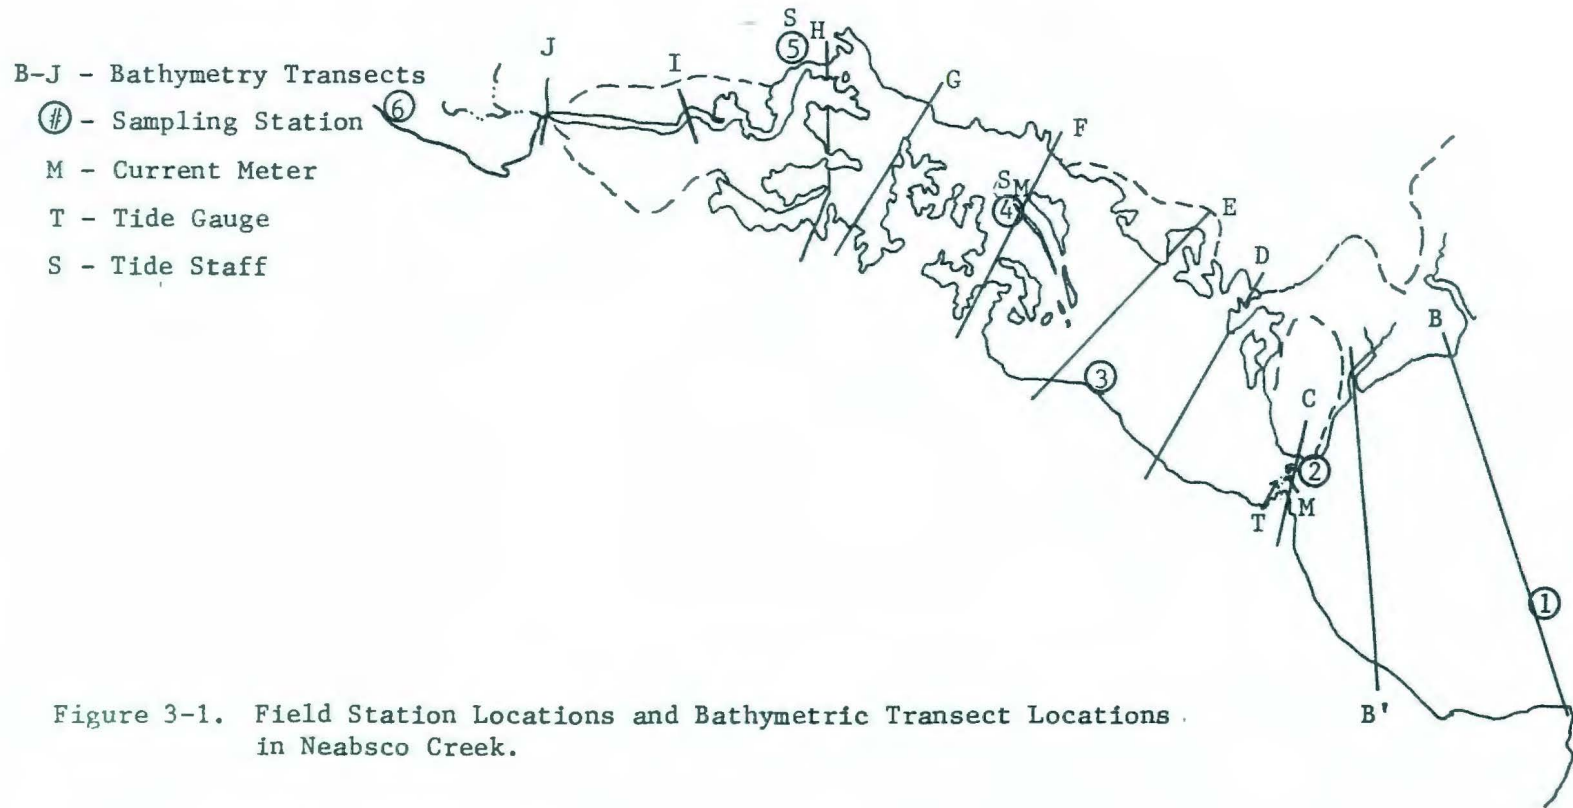 B-J - Bathymetry Transects
# - Sampling Station
M - Current Meter
T - Tide Gauge
S - Tide Staff
J
I
S
5
H
G
F
E
D
B
C
6
S
M
4
3
2
T
M
1
B'
Figure 3-1. Field Station Locations and Bathymetric Transect Locations
in Neabsco Creek.